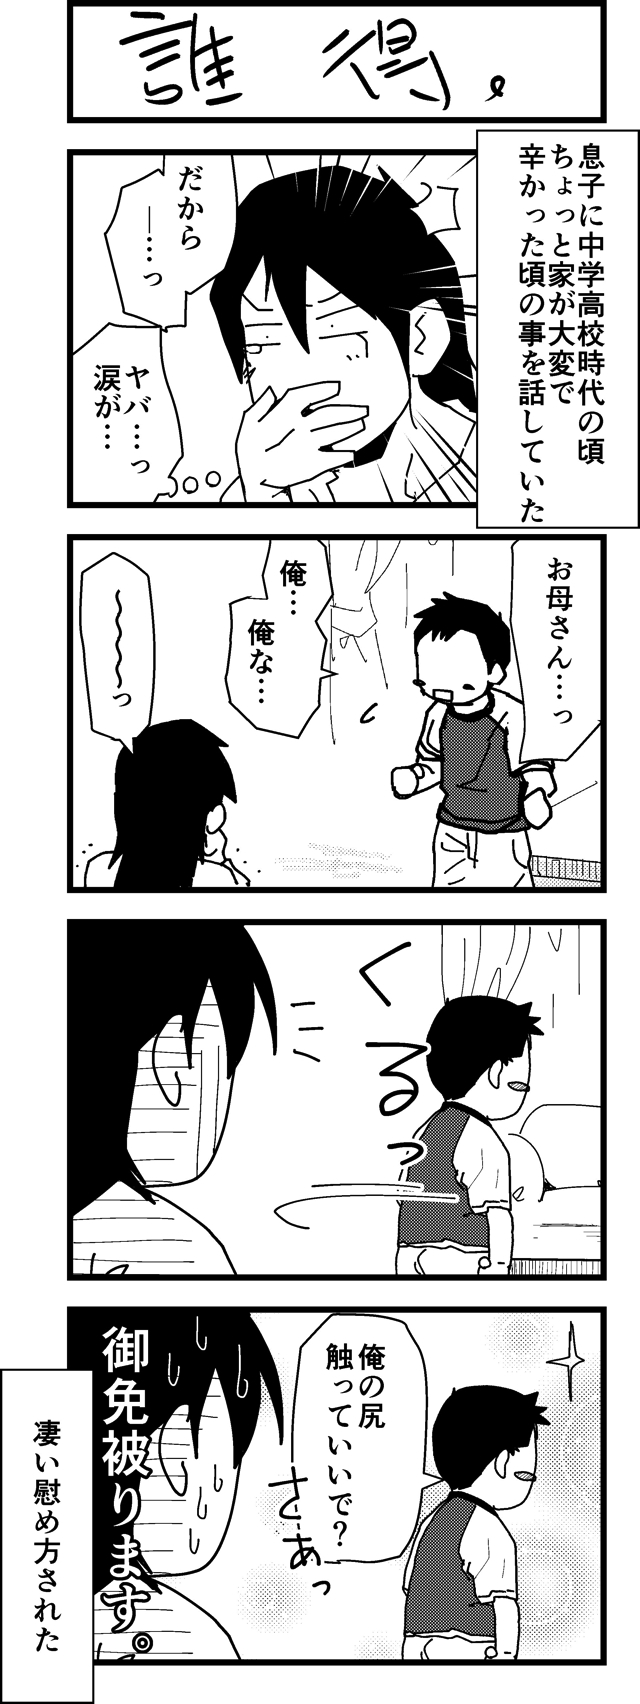 誰得。
息子に中学高校時代の頃
ちょっと家が大変で
辛かった頃の事を話していた
だから
―…っ
ヤバ…っ
涙が…
お母さん…っ
俺…
俺な…
〜〜〜〜っ
くるっ
俺の尻
触っていいで?
さあっ
御免被ります。
凄い慰め方された